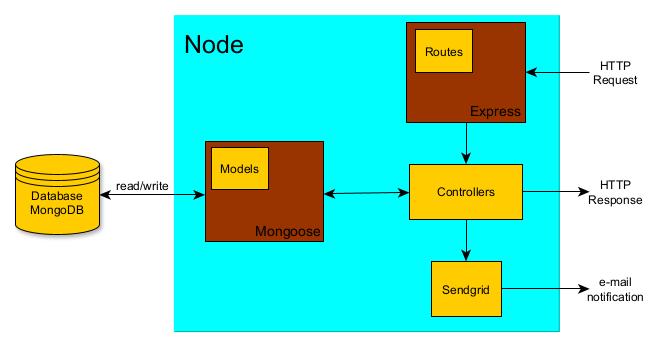 Node
Routes
Express
HTTP
Request
Models
Mongoose
Database
MongoDB
read/write
Controllers
HTTP
Response
Sendgrid
e-mail
notification